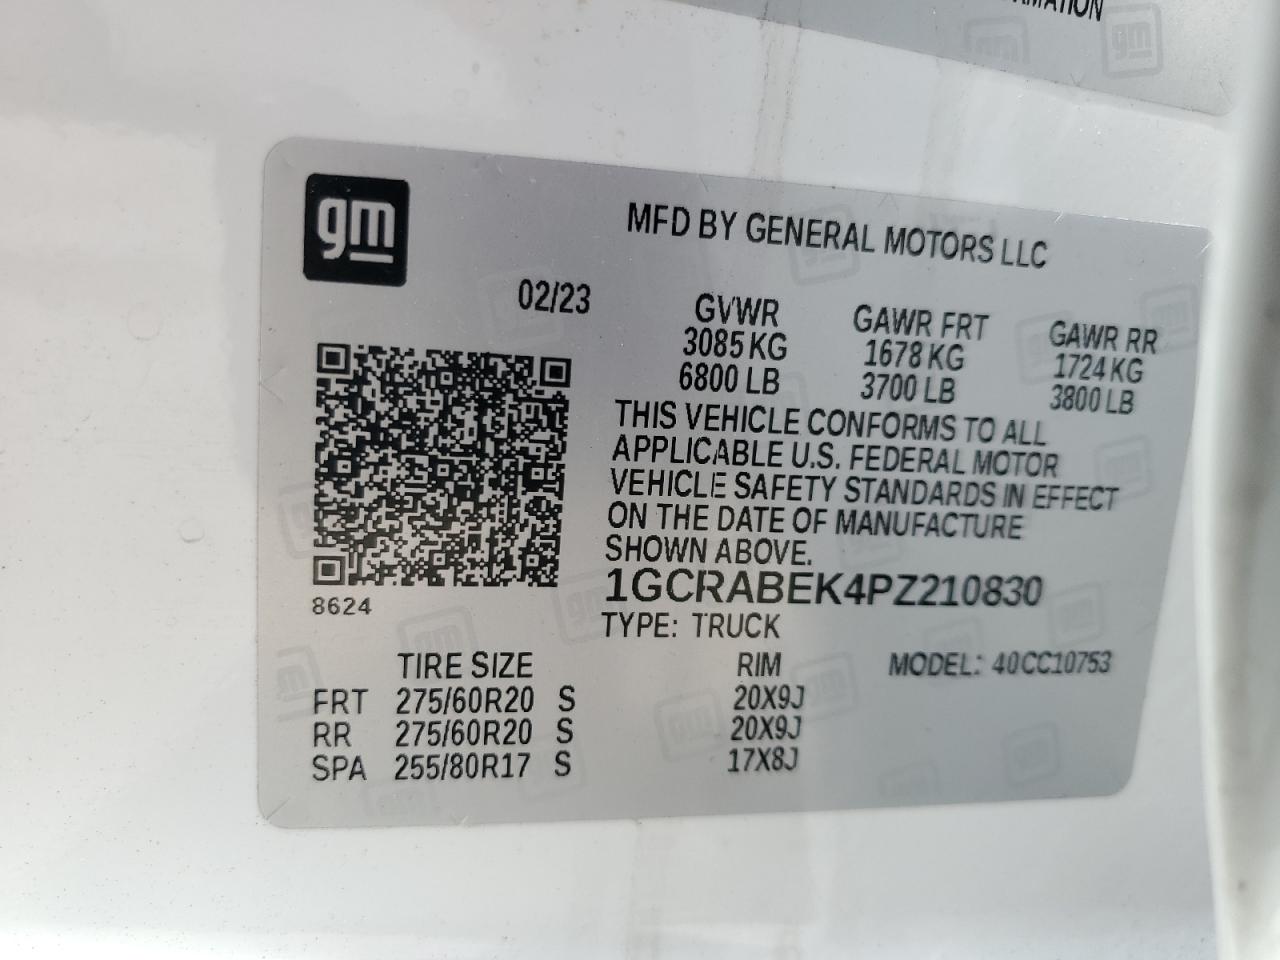 gm
MFD BY GENERAL MOTORS LLC
02/23
GVWR GAWR FRT GAWR RR
3085 KG 1678 KG 1724 KG
6800 LB 3700 LB 3800 LB
THIS VEHICLE CONFORMS TO ALL
APPLICABLE U.S. FEDERAL MOTOR
VEHICLE SAFETY STANDARDS IN EFFECT
ON THE DATE OF MANUFACTURE
SHOWN ABOVE.
1GCRABEK4PZ210830
8624
TYPE: TRUCK
TIRE SIZE RIM MODEL: 40CC10753
FRT 275/60R20 S 20X9J
RR 275/60R20 S 20X9J
SPA 255/80R17 S 17X8J